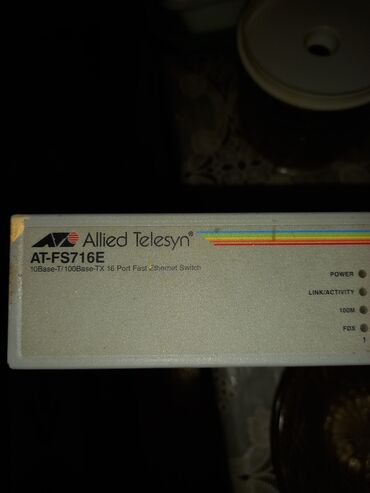 Allied Telesyn®
AT-FS716E
10Base-T/100Base-TX 16 Port Fast Ethernet Switch
POWER
LINK/ACTIVITY
100M
FDX
1